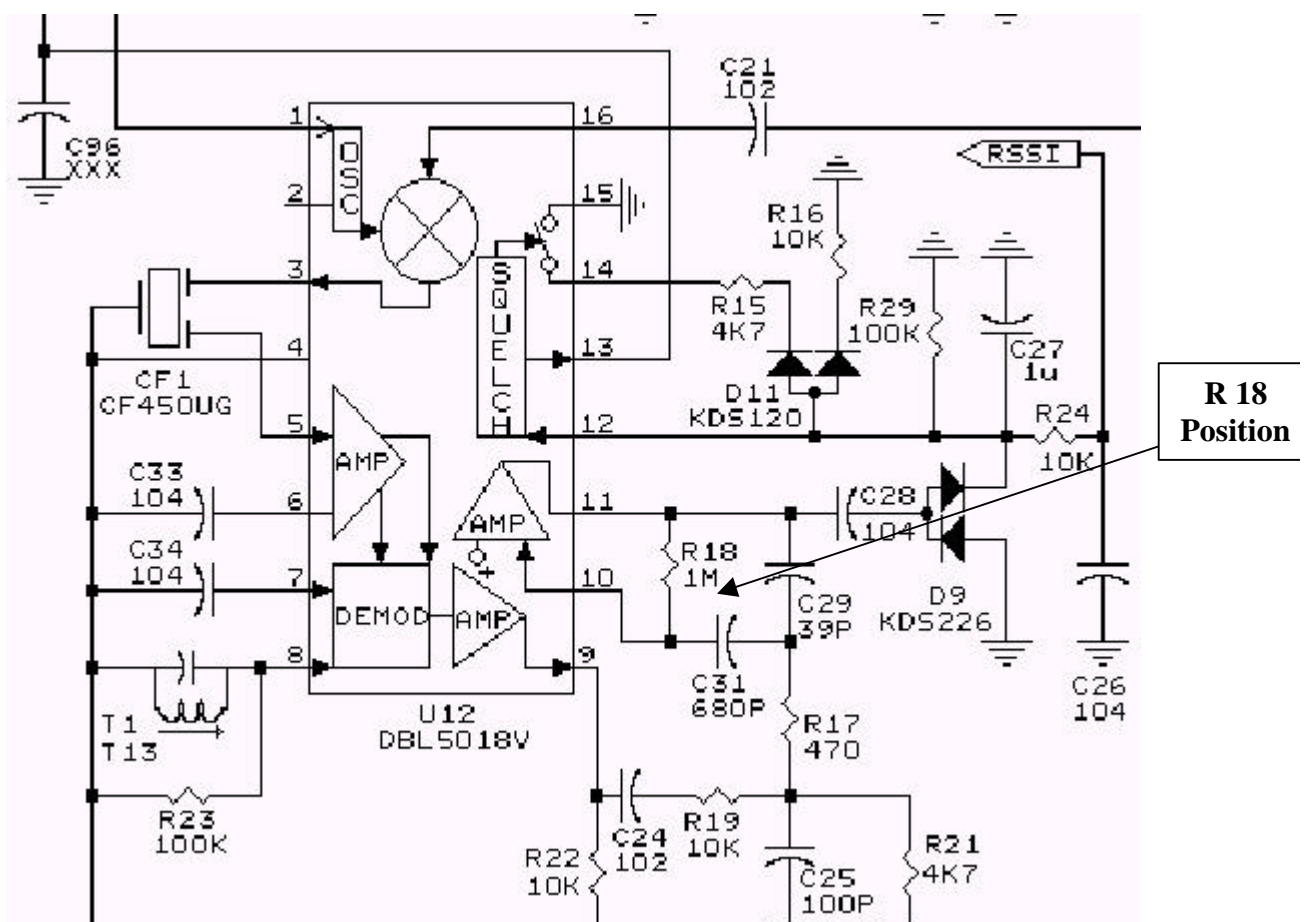 C21
102
C96
XXX
1
16
RSSI
OSC
2
15
R16
10K
3
14
SQUELCH
R15
4K7
R29
100K
C27
1u
4
13
R 18
Position
CF1
CF450UG
D11
KDS120
R24
10K
5
12
AMP
C33
104
6
11
C28
104
AMP
+
R18
1M
C34
104
7
10
DEMOD
AMP
C29
39P
D9
KDS226
8
9
C31
680P
C26
104
T1
T13
U12
DBL5018V
R17
470
R23
100K
C24
102
R19
10K
R22
10K
C25
100P
R21
4K7